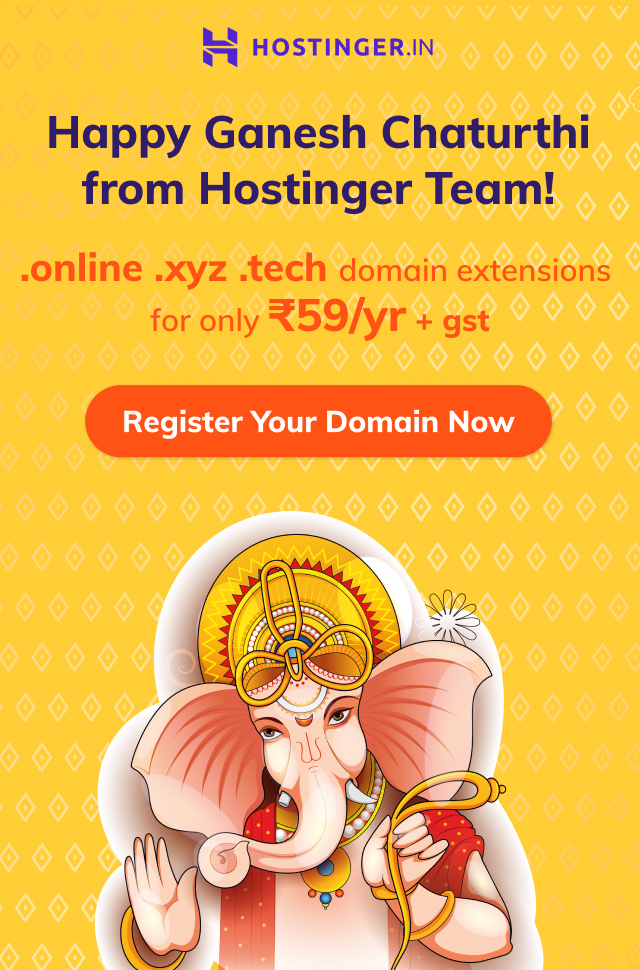 HOSTINGER.IN
Happy Ganesh Chaturthi
from Hostinger Team!
.online .xyz .tech domain extensions
for only ₹59/yr + gst
Register Your Domain Now